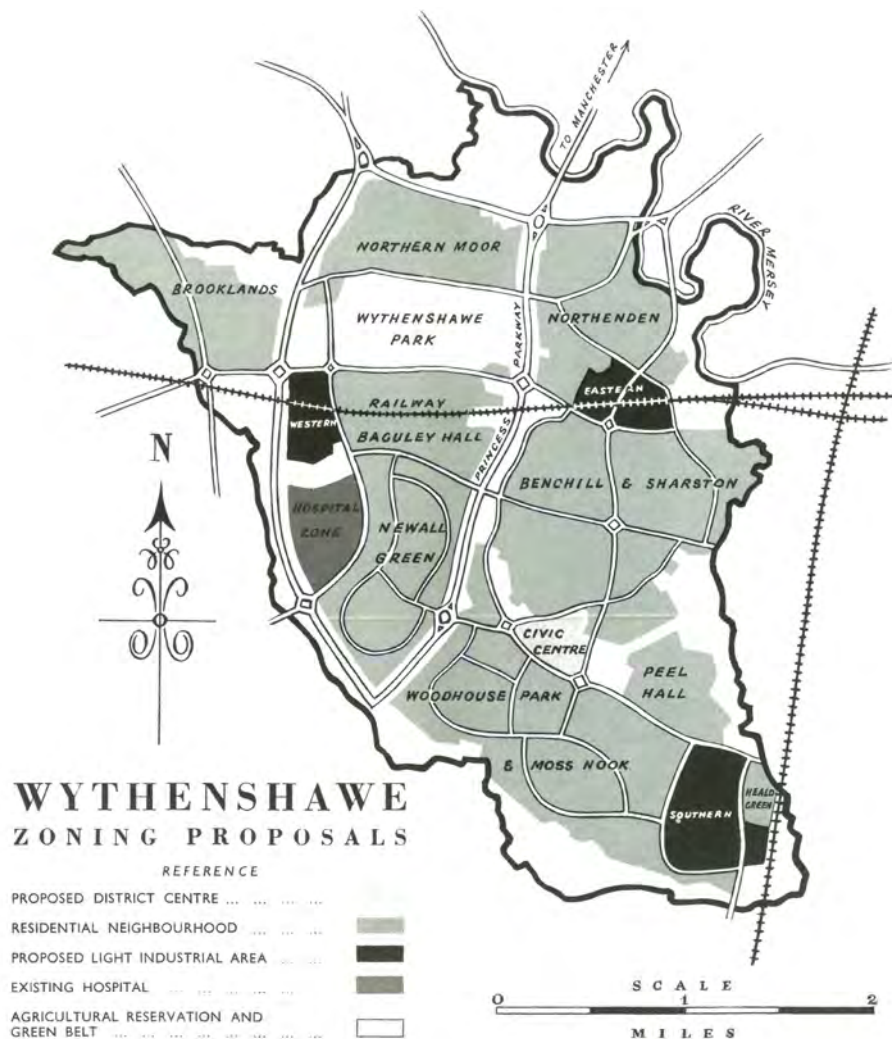 TO MANCHESTER
RIVER MERSEY
NORTHERN MOOR
BROOKLANDS
WYTHENSHAWE
PARK
PARKWAY
NORTHENDEN
EASTERN
RAILWAY
WESTERN
BAGULEY HALL
PRINCESS
BENCHILL & SHARSTON
N
HOSPITAL
ZONE
NEWALL
GREEN
CIVIC
CENTRE
PEEL
HALL
WOODHOUSE PARK
& MOSS NOOK
HEALD
GREEN
SOUTHERN
WYTHENSHAWE
ZONING PROPOSALS
REFERENCE
PROPOSED DISTRICT CENTRE ... ... ... ...
RESIDENTIAL NEIGHBOURHOOD ... ... ...
PROPOSED LIGHT INDUSTRIAL AREA ... ...
EXISTING HOSPITAL ... ... ... ... ...
AGRICULTURAL RESERVATION AND
GREEN BELT ... ... ... ... ... ...
SCALE
0 1 2
MILES